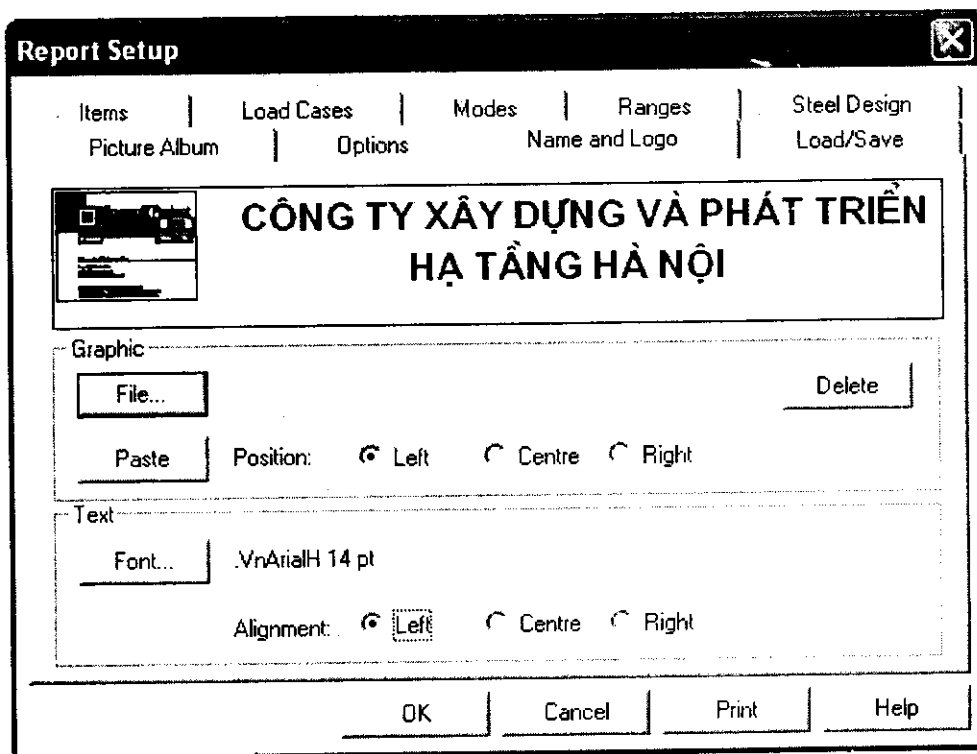 Report Setup
Items Load Cases Modes Ranges Steel Design
Picture Album Options Name and Logo Load/Save
CÔNG TY XÂY DỰNG VÀ PHÁT TRIỂN
HẠ TẦNG HÀ NỘI
Graphic
File... Delete
Paste Position: Left Centre Right
Text
Font... .VnArialH 14 pt
Alignment: Left Centre Right
OK Cancel Print Help